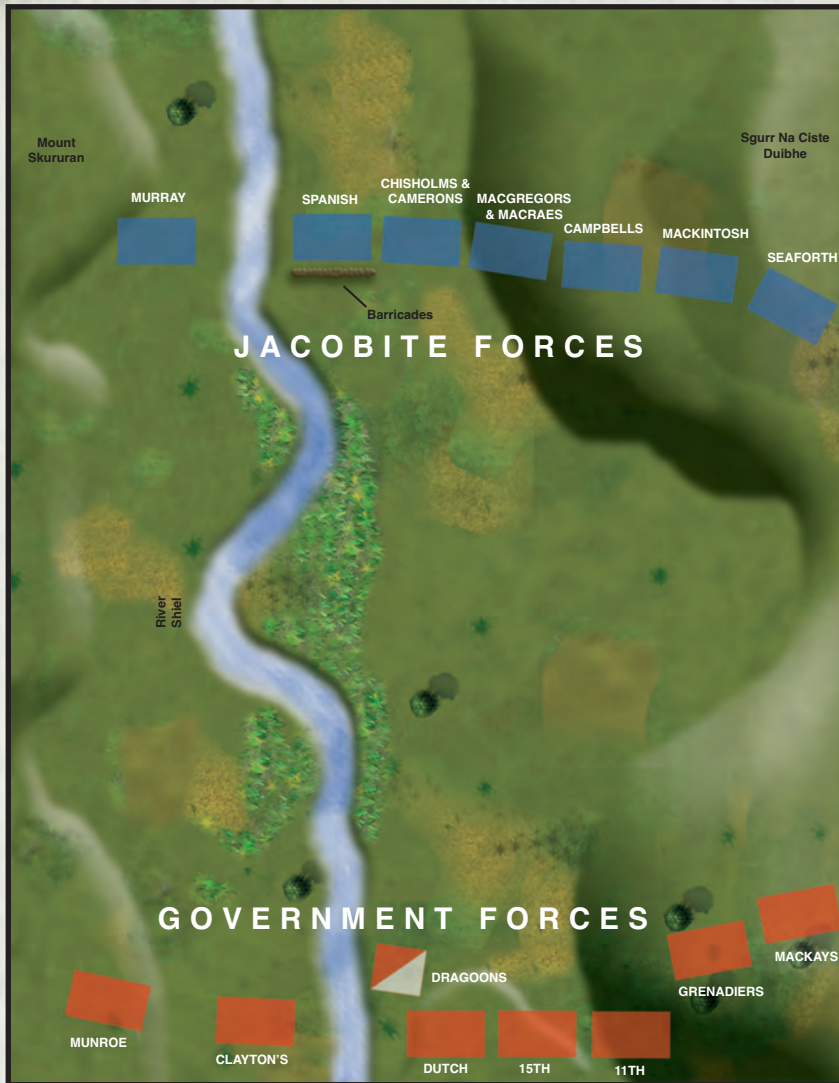 Mount
Skururan
Sgurr Na Ciste
Duibhe
MURRAY
SPANISH
CHISHOLMS &
CAMERONS
MACGREGORS
& MACRAES
CAMPBELLS
MACKINTOSH
SEAFORTH
Barricades
JACOBITE FORCES
River
Shiel
GOVERNMENT FORCES
MUNROE
CLAYTON'S
DRAGOONS
DUTCH
15TH
11TH
GRENADIERS
MACKAYS